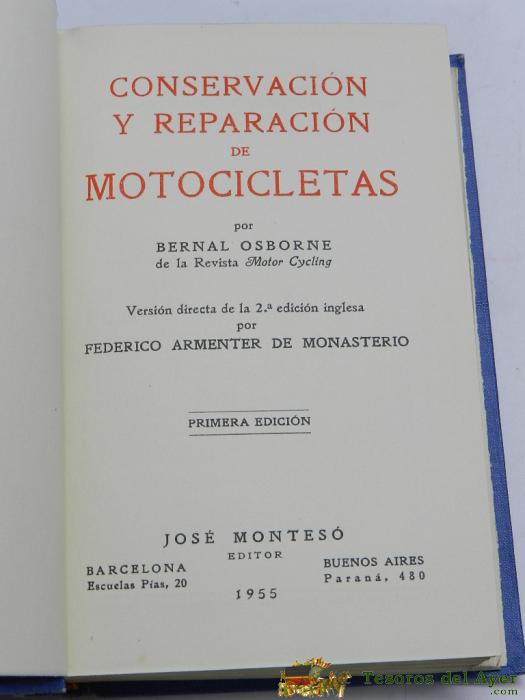 CONSERVACIÓN
Y REPARACIÓN
DE
MOTOCICLETAS
por
BERNAL OSBORNE
de la Revista Motor Cycling
Versión directa de la 2.ª edición inglesa
por
FEDERICO ARMENTER DE MONASTERIO
PRIMERA EDICIÓN
JOSÉ MONTESÓ
EDITOR
BARCELONA
Escuelas Pías, 20
BUENOS AIRES
Paraná, 480
1955
Tesoros del Ayer
.com